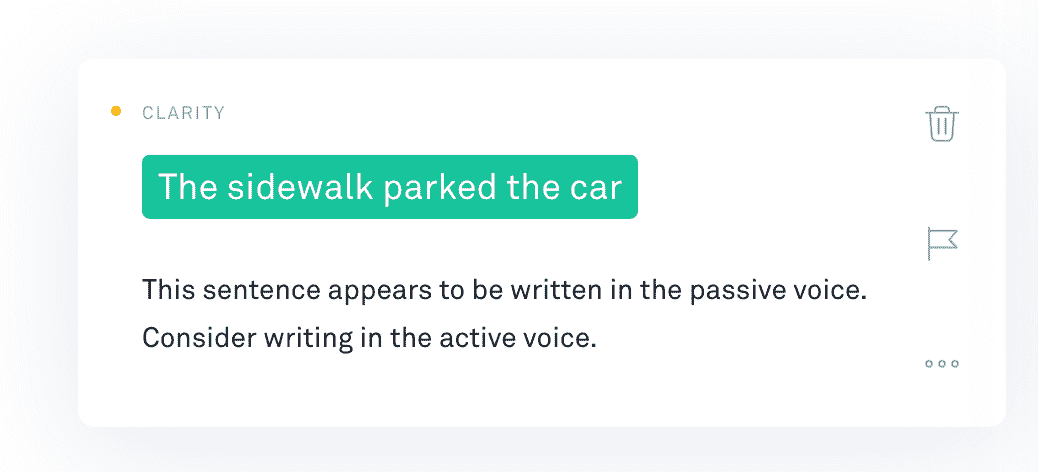 CLARITY
The sidewalk parked the car
This sentence appears to be written in the passive voice.
Consider writing in the active voice.